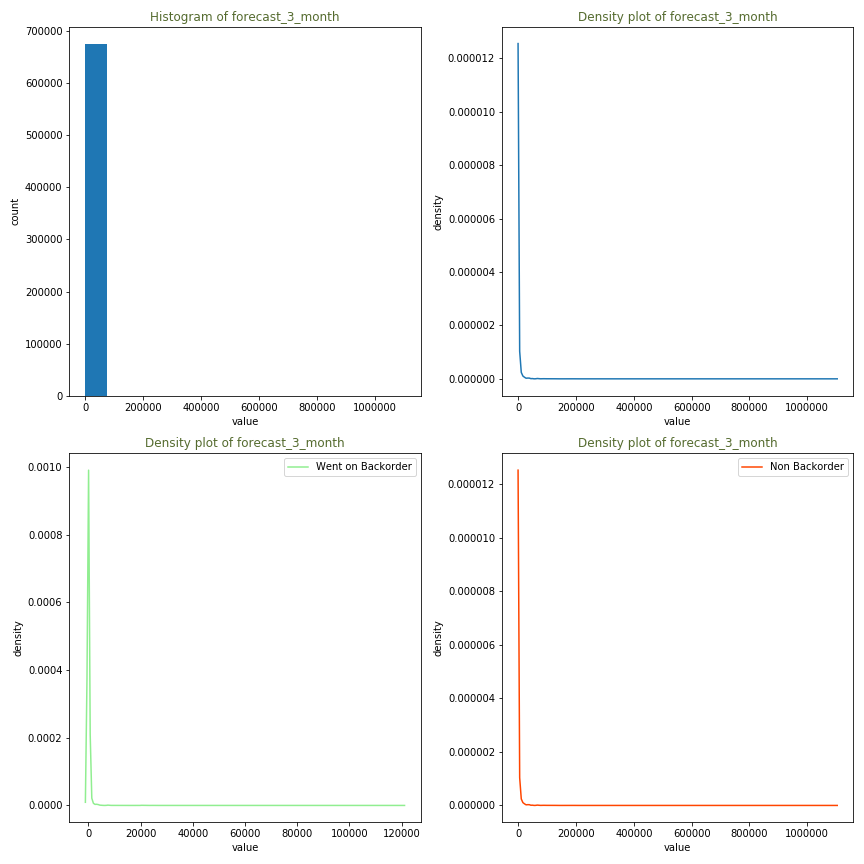 Histogram of forecast_3_month
700000
600000
500000
400000
300000
200000
100000
0
count
0 200000 400000 600000 800000 1000000
value
Density plot of forecast_3_month
0.000012
0.000010
0.000008
0.000006
0.000004
0.000002
0.000000
density
0 200000 400000 600000 800000 1000000
value
Density plot of forecast_3_month
Went on Backorder
0.0010
0.0008
0.0006
0.0004
0.0002
0.0000
density
0 20000 40000 60000 80000 100000 120000
value
Density plot of forecast_3_month
Non Backorder
0.000012
0.000010
0.000008
0.000006
0.000004
0.000002
0.000000
density
0 200000 400000 600000 800000 1000000
value